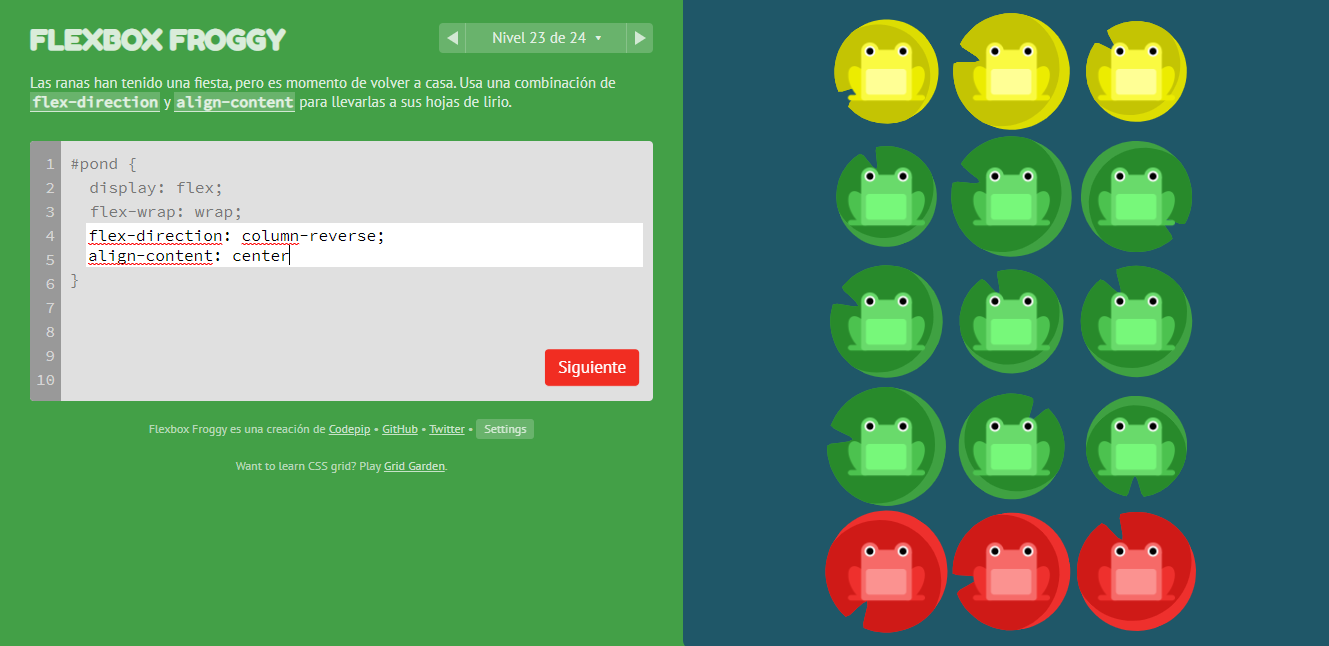 FLEXBOX FROGGY
◀ Nivel 23 de 24 ▾ ▶
Las ranas han tenido una fiesta, pero es momento de volver a casa. Usa una combinación de
flex-direction y align-content para llevarlas a sus hojas de lirio.
1 #pond {
2 display: flex;
3 flex-wrap: wrap;
4 flex-direction: column-reverse;
5 align-content: center
6 }
7
8
9
10
Siguiente
Flexbox Froggy es una creación de Codepip • GitHub • Twitter • Settings
Want to learn CSS grid? Play Grid Garden.